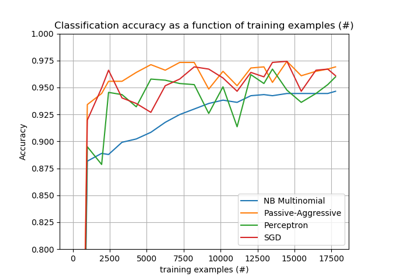 Classification accuracy as a function of training examples (#)
1.000
0.975
0.950
0.925
0.900
0.875
0.850
0.825
0.800
Accuracy
NB Multinomial
Passive-Aggressive
Perceptron
SGD
0 2500 5000 7500 10000 12500 15000 17500
training examples (#)